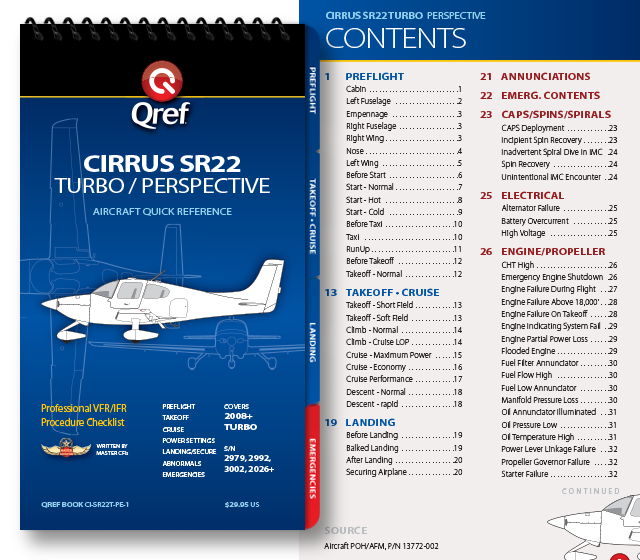 Qref
CIRRUS SR22
TURBO / PERSPECTIVE
AIRCRAFT QUICK REFERENCE
Professional VFR/IFR
Procedure Checklist
WRITTEN BY
MASTER CFIs
PREFLIGHT
TAKEOFF
CRUISE
POWER SETTINGS
LANDING/SECURE
ABNORMALS
EMERGENCIES
COVERS
2008+
TURBO
S/N
2979, 2992,
3002, 2026+
QREF BOOK CI-SR22T-PE-1
$29.95 US
PREFLIGHT
TAKEOFF • CRUISE
LANDING
EMERGENCIES
CIRRUS SR22TURBO PERSPECTIVE
CONTENTS
1 PREFLIGHT
Cabin ........................1
Left Fuselage ................2
Empennage ....................3
Right Fuselage ...............3
Right Wing ...................3
Nose .........................4
Left Wing ....................5
Before Start .................6
Start - Normal ...............7
Start - Hot ..................8
Start - Cold .................9
Before Taxi .................10
Taxi ........................10
RunUp .......................11
Before Takeoff ..............12
Takeoff - Normal ............12
13 TAKEOFF • CRUISE
Takeoff - Short Field .......13
Takeoff - Soft Field ........13
Climb - Normal ..............14
Climb - Cruise LOP ..........14
Cruise - Maximum Power ......15
Cruise - Economy ............16
Cruise Performance ..........17
Descent - Normal ............18
Descent - rapid .............18
19 LANDING
Before Landing ..............19
Balked Landing ..............19
After Landing ...............20
Securing Airplane ...........20
21 ANNUNCIATIONS
22 EMERG. CONTENTS
23 CAPS/SPINS/SPIRALS
CAPS Deployment .............23
Incipient Spin Recovery .....23
Inadvertent Spiral Dive in IMC .24
Spin Recovery ...............24
Unintentional IMC Encounter ..24
25 ELECTRICAL
Alternator Failure ..........25
Battery Overcurrent .........25
High Voltage ................25
26 ENGINE/PROPELLER
CHT High ....................26
Emergency Engine Shutdown .26
Engine Failure During Flight ..27
Engine Failure Above 18,000' ..28
Engine Failure On Takeoff ...28
Engine Indicating System Fail ..29
Engine Partial Power Loss ...29
Flooded Engine ..............29
Fuel Filter Annunciator .....30
Fuel Flow High ..............30
Fuel Low Annunciator ........30
Manifold Pressure Loss ......30
Oil Annunciator Illuminated ..31
Oil Pressure Low ............31
Oil Temperature High ........31
Power Lever Linkage Failure ..32
Propeller Governor Failure ..32
Starter Failure .............32
CONTINUED
SOURCE
Aircraft POH/AFM, P/N 13772-002